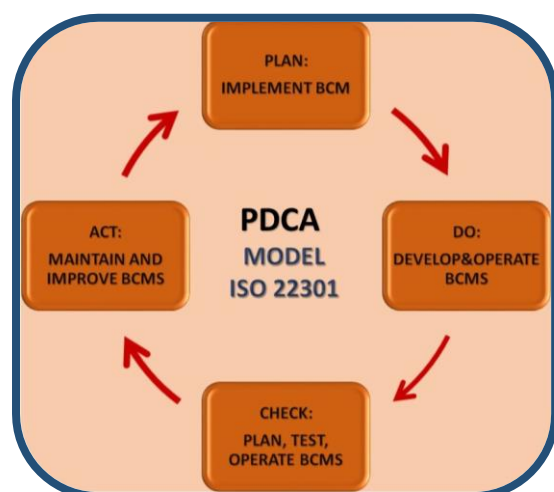 PLAN:
IMPLEMENT BCM
PDCA
MODEL
ISO 22301
ACT:
MAINTAIN AND
IMPROVE BCMS
DO:
DEVELOP&OPERATE
BCMS
CHECK:
PLAN, TEST,
OPERATE BCMS